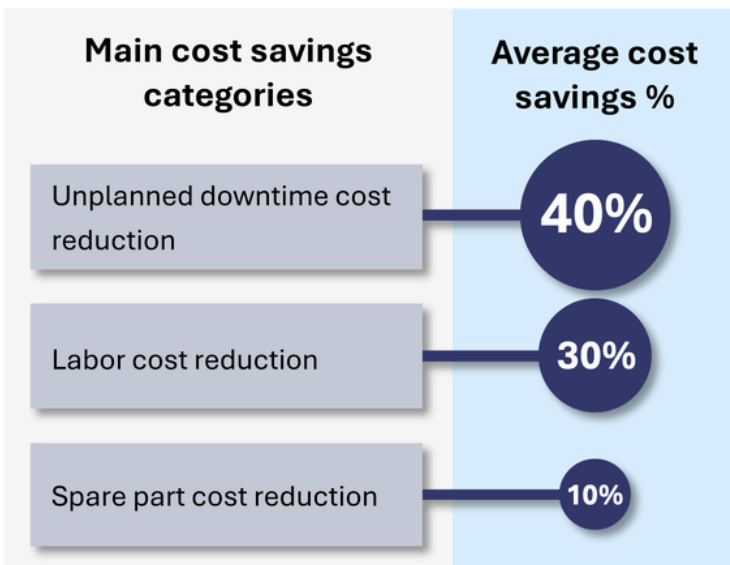 Main cost savings
categories
Average cost
savings %
Unplanned downtime cost
reduction
40%
Labor cost reduction
30%
Spare part cost reduction
10%